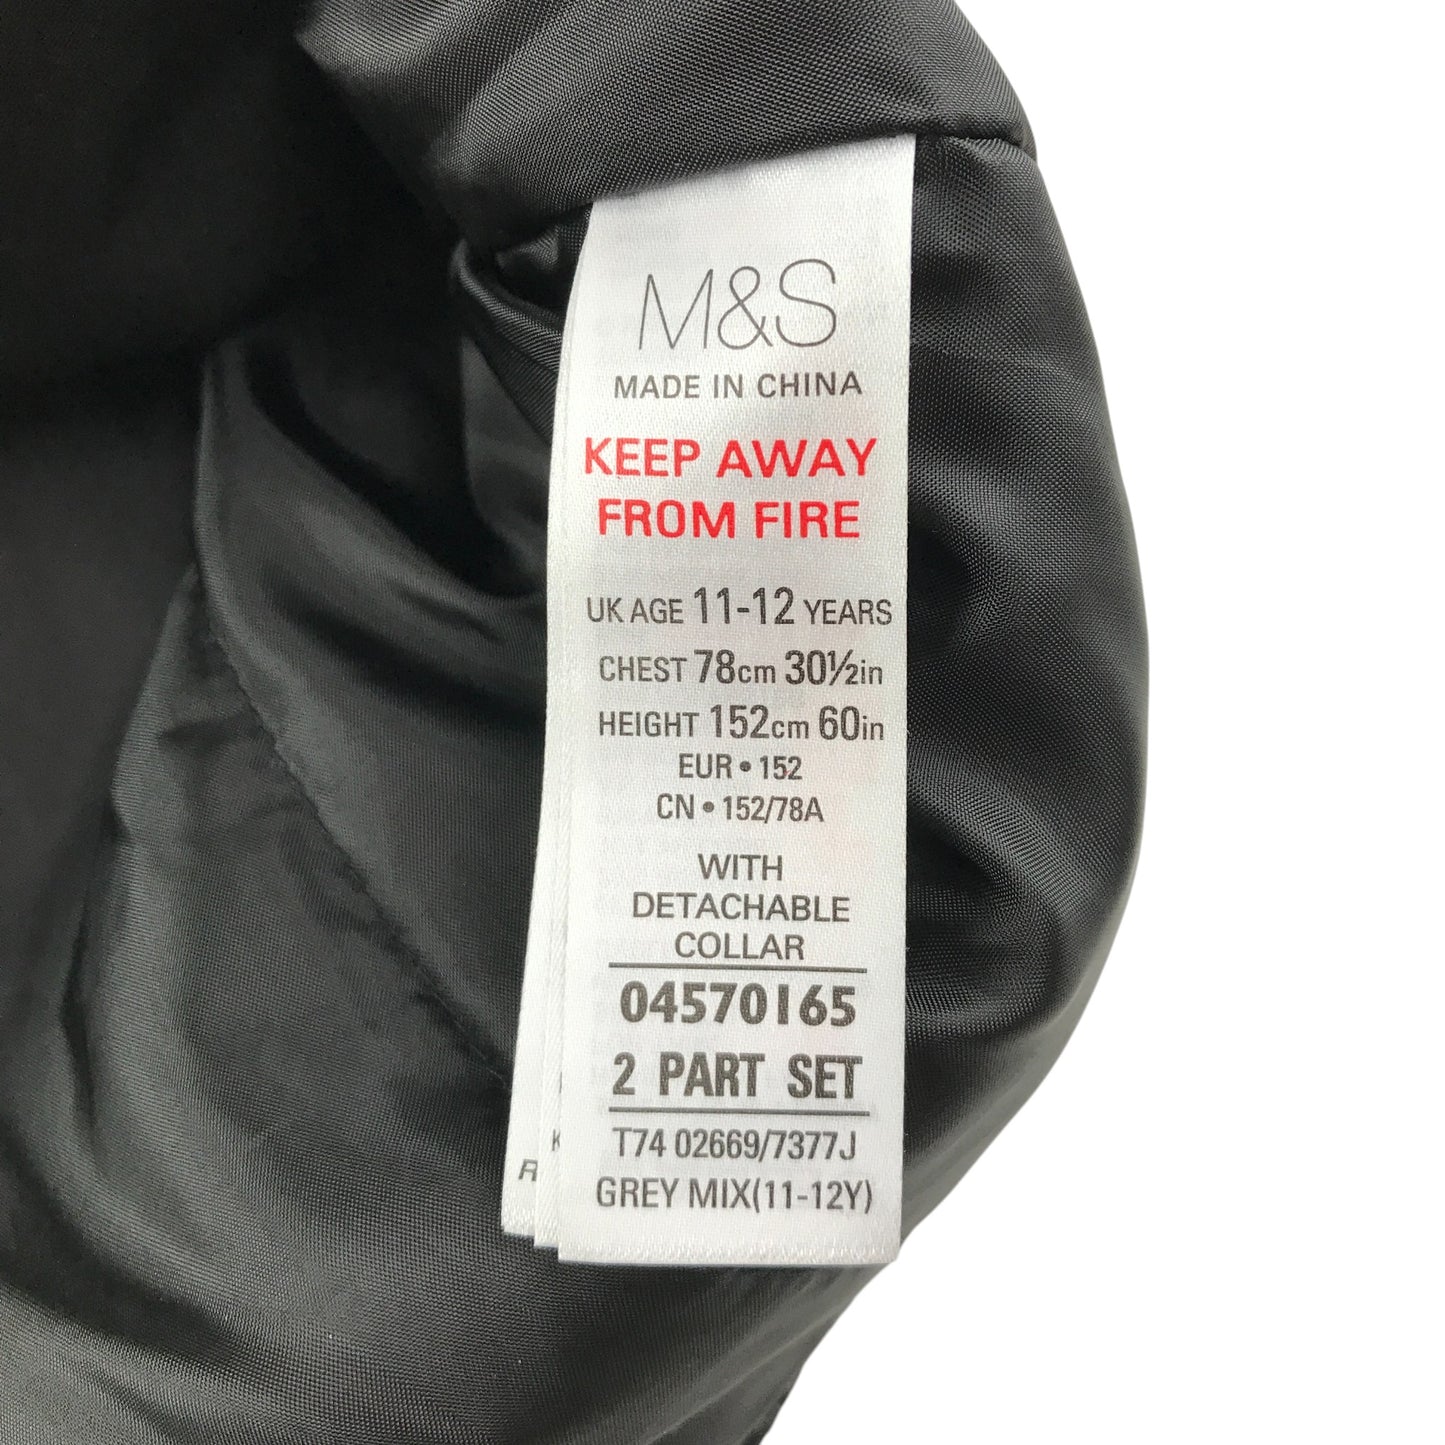 M&S
MADE IN CHINA
KEEP AWAY
FROM FIRE
UK AGE 11-12 YEARS
CHEST 78cm 30½in
HEIGHT 152cm 60in
EUR • 152
CN • 152/78A
WITH
DETACHABLE
COLLAR
04570165
2 PART SET
T74 02669/7377J
GREY MIX(11-12Y)